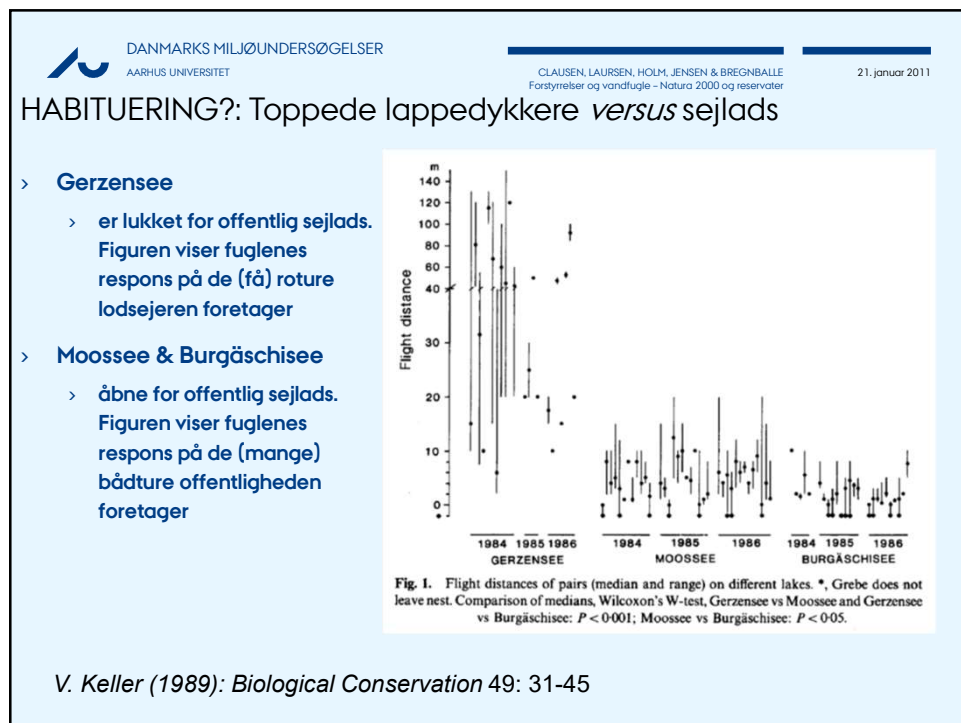 DANMARKS MILJØUNDERSØGELSER
AARHUS UNIVERSITET
CLAUSEN, LAURSEN, HOLM, JENSEN & BREGNBALLE
Forstyrrelser og vandfugle – Natura 2000 og reservater
21. januar 2011
HABITUERING?: Toppede lappedykkere versus sejlads
› Gerzensee
› er lukket for offentlig sejlads.
Figuren viser fuglenes
respons på de (få) roture
lodsejeren foretager
› Moossee & Burgäschisee
› åbne for offentlig sejlads.
Figuren viser fuglenes
respons på de (mange)
bådture offentligheden
foretager
m
140
120
100
80
60
40
30
20
10
0
Flight distance
1984 1985 1986
GERZENSEE
1984 1985 1986
MOOSSEE
1984 1985 1986
BURGÄSCHISEE
Fig. 1. Flight distances of pairs (median and range) on different lakes. *, Grebe does not
leave nest. Comparison of medians, Wilcoxon's W-test, Gerzensee vs Moossee and Gerzensee
vs Burgäschisee: P < 0·001; Moossee vs Burgäschisee: P < 0·05.
V. Keller (1989): Biological Conservation 49: 31-45